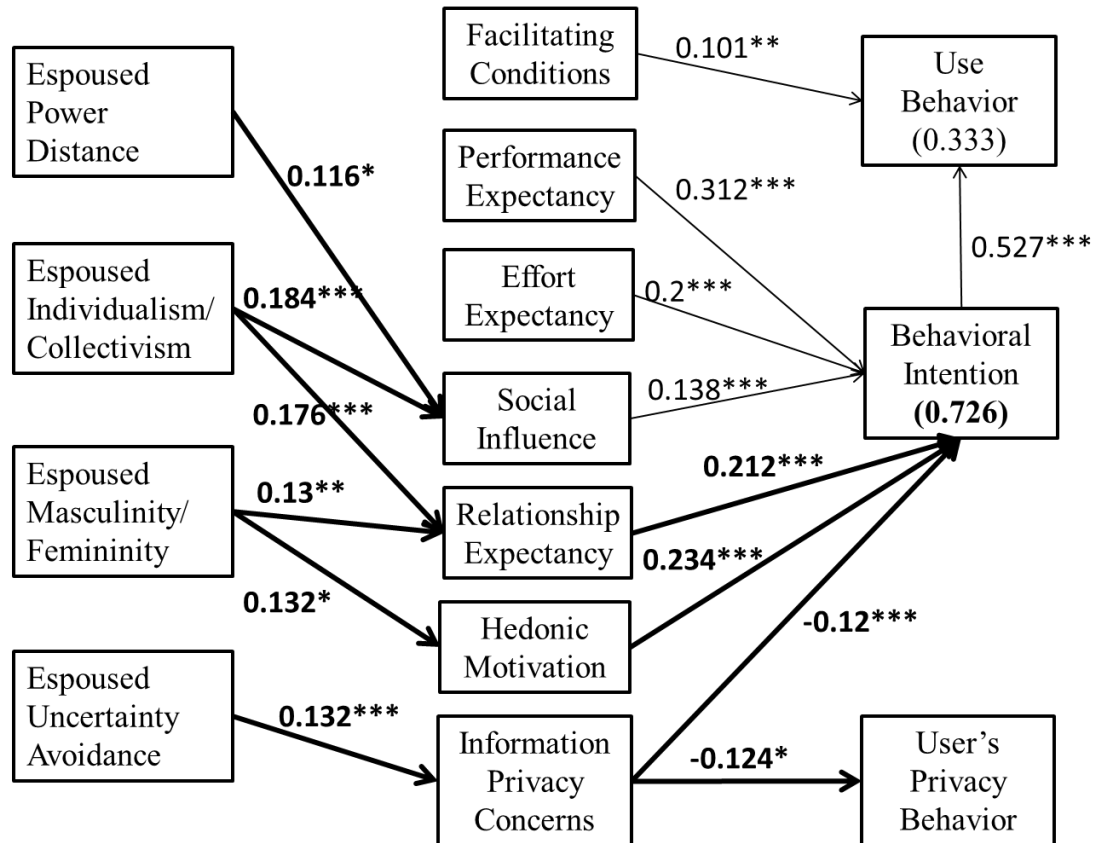 Espoused
Power
Distance
Espoused
Individualism/
Collectivism
Espoused
Masculinity/
Femininity
Espoused
Uncertainty
Avoidance
0.116*
0.184***
0.176***
0.13**
0.132*
0.132***
Facilitating
Conditions
Performance
Expectancy
Effort
Expectancy
Social
Influence
Relationship
Expectancy
Hedonic
Motivation
Information
Privacy
Concerns
0.101**
0.312***
0.2***
0.138***
0.212***
0.234***
-0.12***
-0.124*
Use
Behavior
(0.333)
0.527***
Behavioral
Intention
(0.726)
User’s
Privacy
Behavior